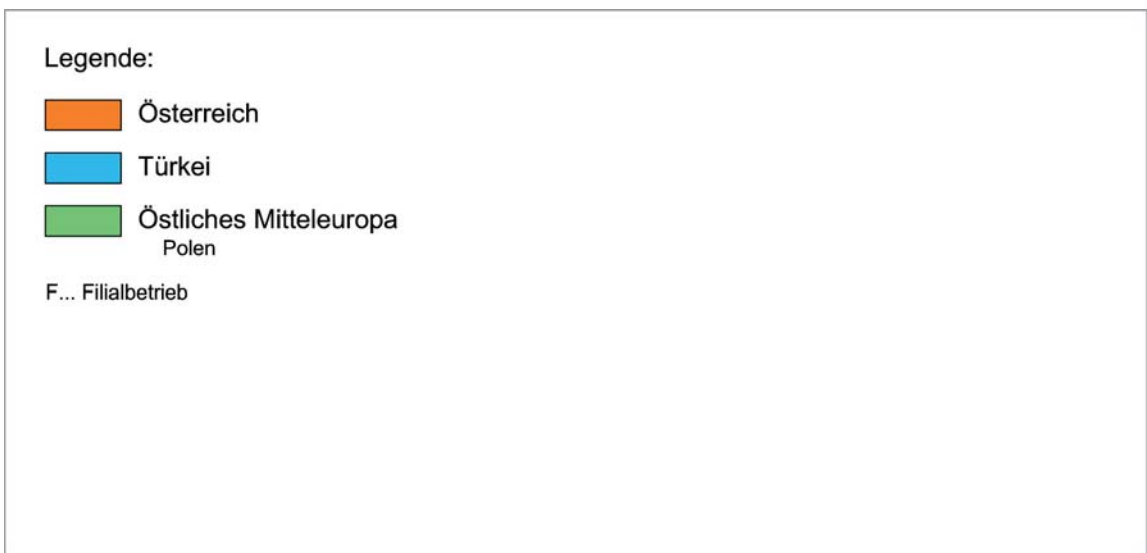 Legende:
Österreich
Türkei
Östliches Mitteleuropa
Polen
F... Filialbetrieb